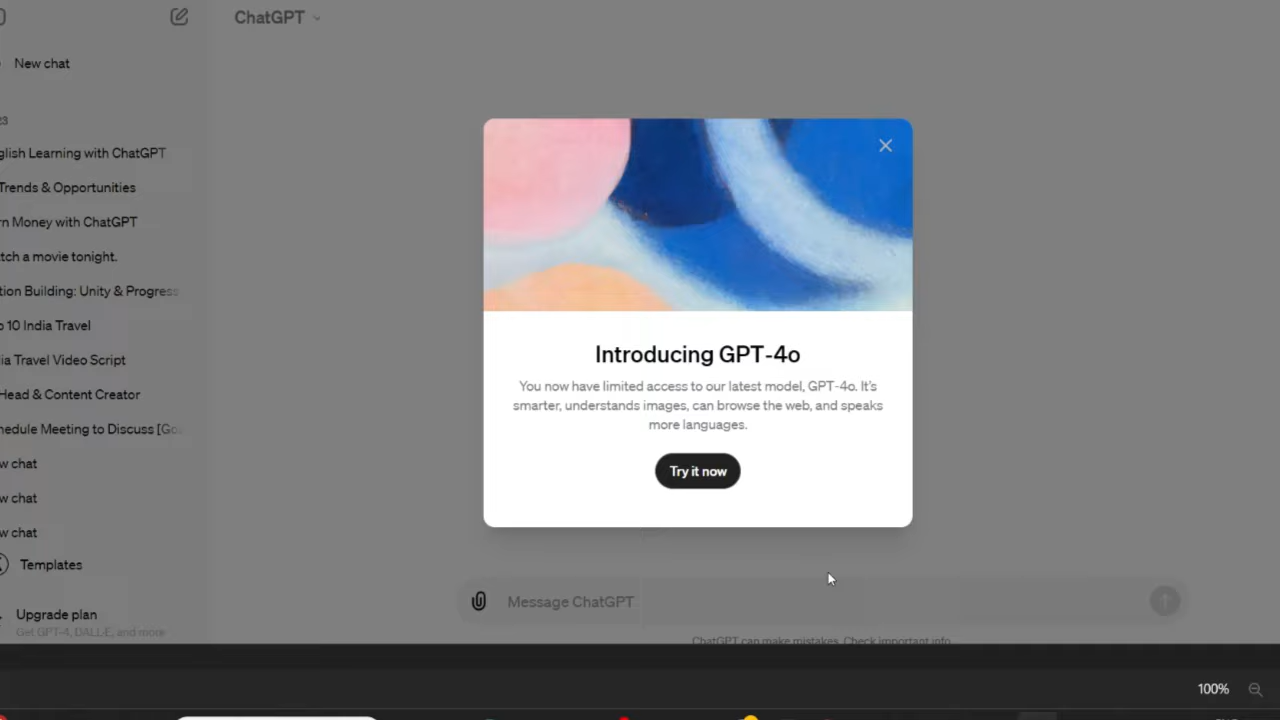 ChatGPT
New chat
23
glish Learning with ChatGPT
Trends & Opportunities
rn Money with ChatGPT
tch a movie tonight.
tion Building: Unity & Progress
10 India Travel
ia Travel Video Script
Head & Content Creator
hedule Meeting to Discuss [Go
w chat
w chat
w chat
Templates
Upgrade plan
Get GPT-4, DALL·E, and more
Introducing GPT-4o
You now have limited access to our latest model, GPT-4o. It's
smarter, understands images, can browse the web, and speaks
more languages.
Try it now
Message ChatGPT
ChatGPT can make mistakes. Check important info.
100%